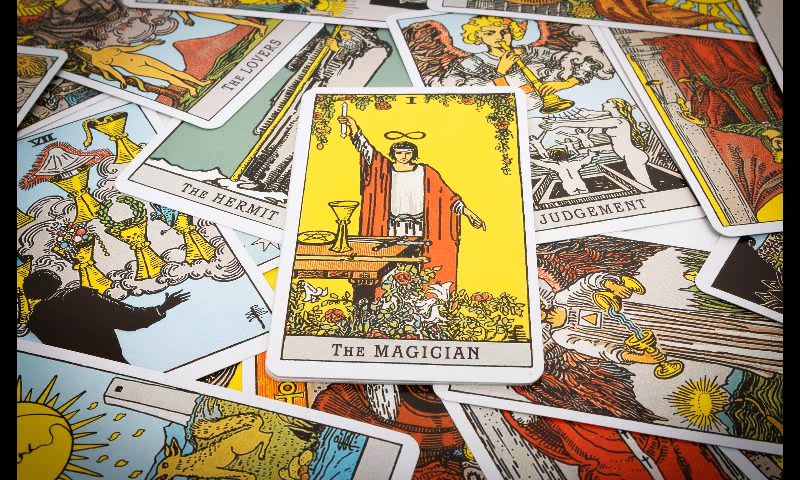 THE LOVERS
VII
THE HERMIT
I
THE MAGICIAN
JUDGEMENT